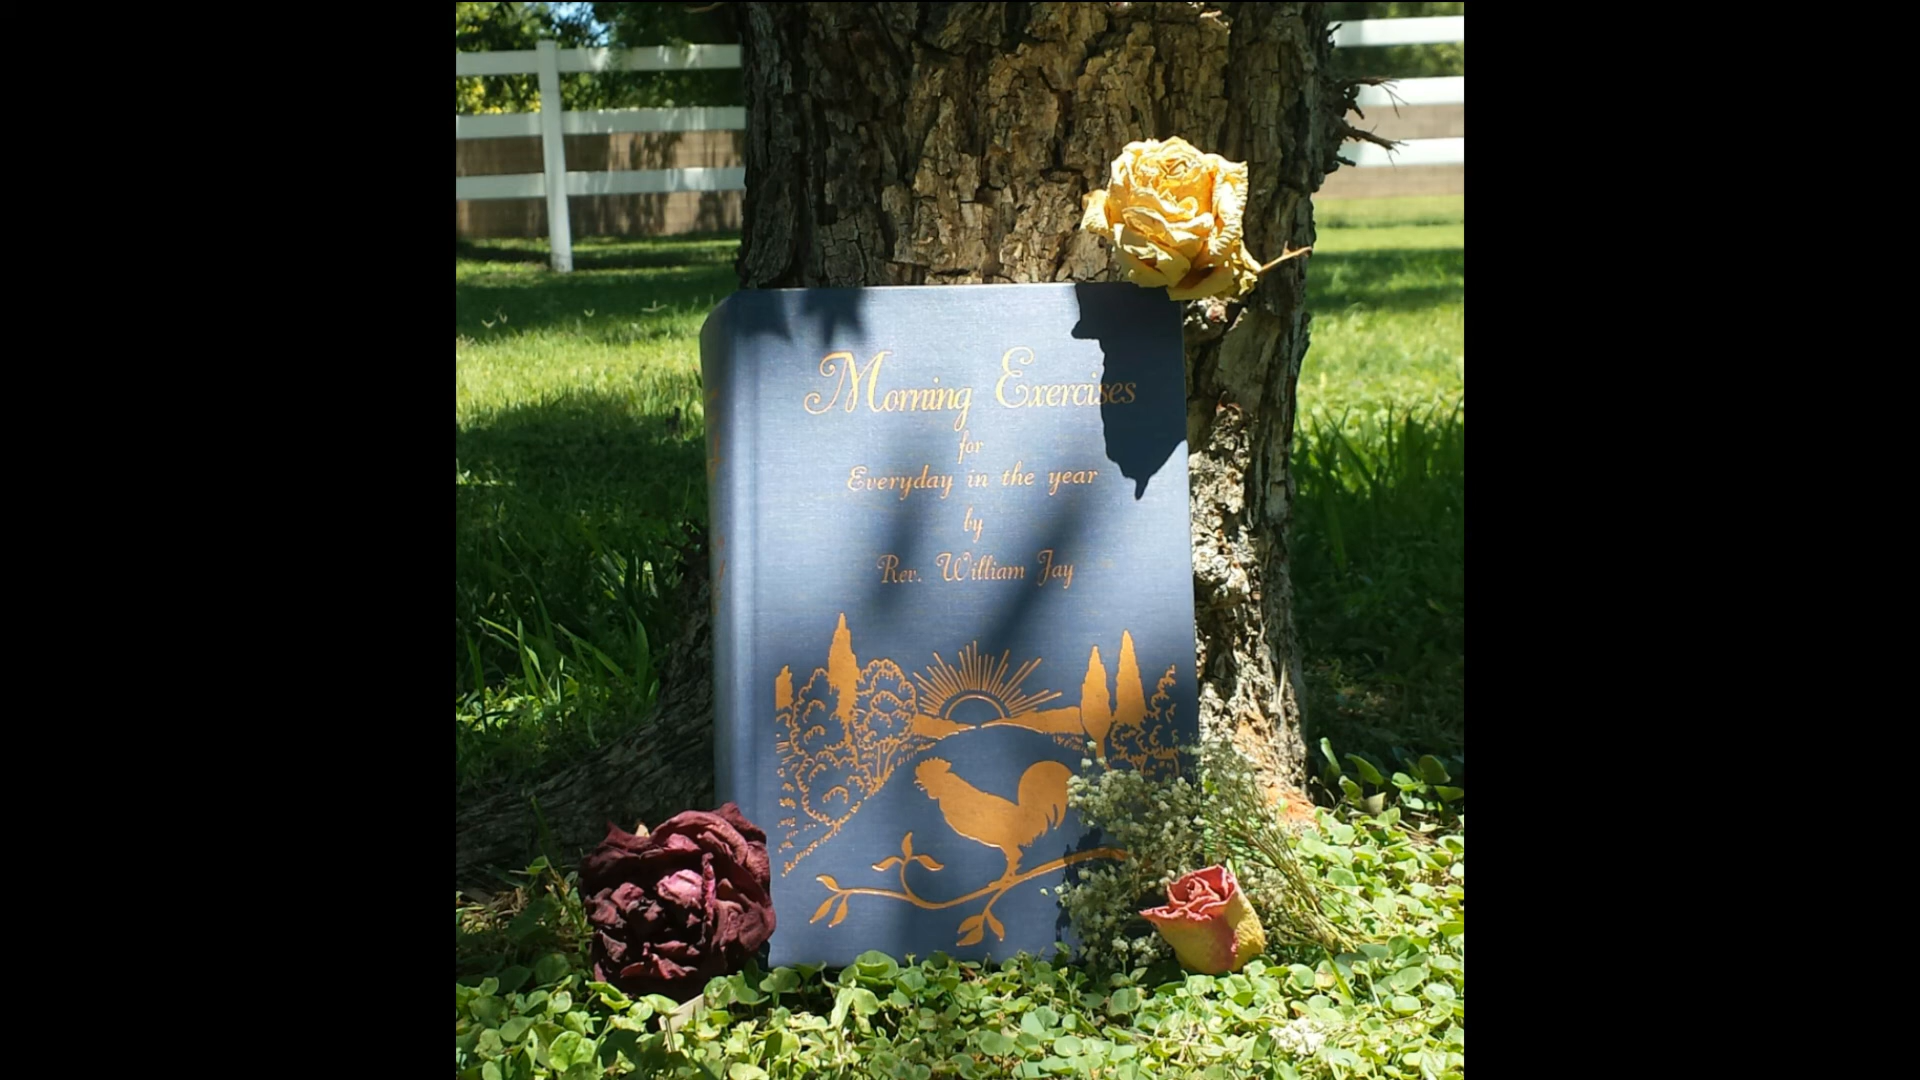 Morning Exercises
for
Everyday in the year
by
Rev. William Jay